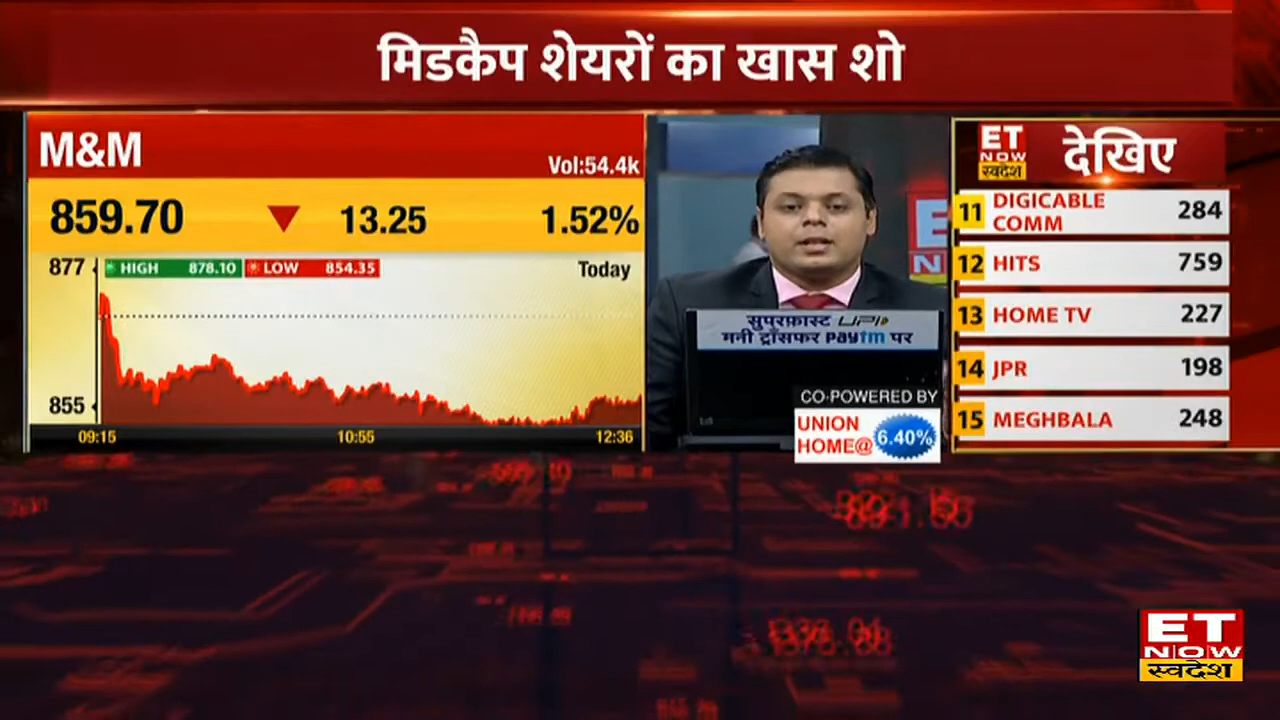 मिडकैप शेयरों का खास शो
M&M
Vol:54.4k
859.70 ▼ 13.25 1.52%
877
HIGH 878.10 LOW 854.35
Today
855
09:15 10:55 12:36
सुपरफ़ास्ट UPI
मनी ट्राँसफर paytm पर
CO-POWERED BY
UNION
HOME@ 6.40%
ET
NOW
स्वदेश
देखिए
11 DIGICABLE COMM 284
12 HITS 759
13 HOME TV 227
14 JPR 198
15 MEGHBALA 248
ET
NOW
स्वदेश